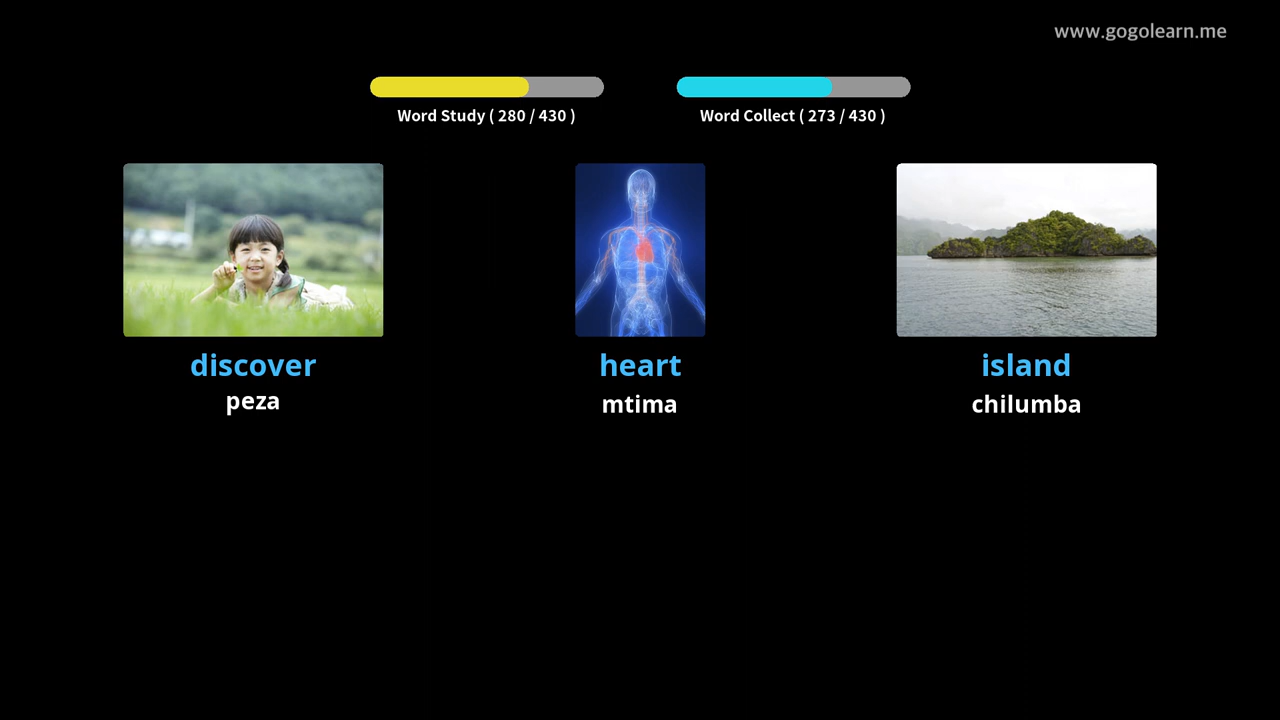 www.gogolearn.me
Word Study ( 280 / 430 )
Word Collect ( 273 / 430 )
discover
peza
heart
mtima
island
chilumba